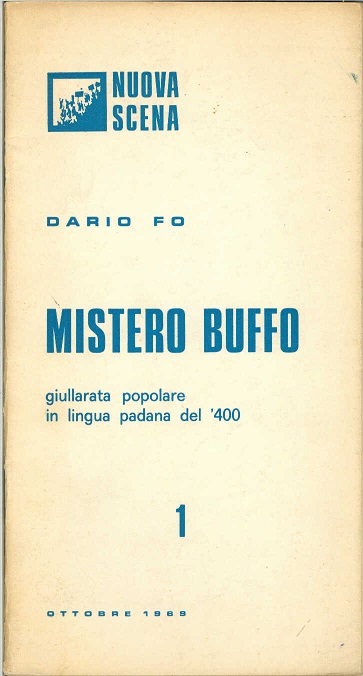 NUOVA
SCENA
DARIO FO
MISTERO BUFFO
giullarata popolare
in lingua padana del '400
1
OTTOBRE 1969